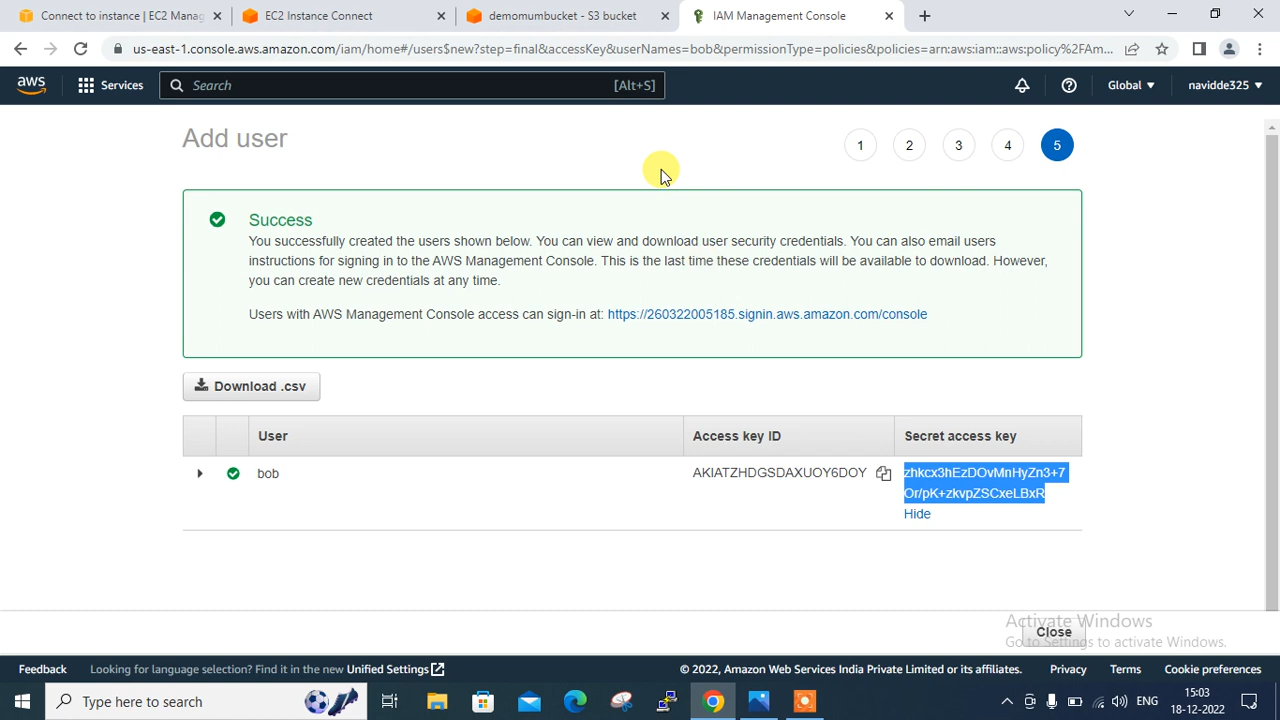 Connect to instance | EC2 Manag
EC2 Instance Connect
demomumbucket - S3 bucket
IAM Management Console
us-east-1.console.aws.amazon.com/iam/home#/users$new?step=final&accessKey&userNames=bob&permissionType=policies&policies=arn:aws:iam::aws:policy%2FAm...
aws
Services
Search
[Alt+S]
Global
navidde325
Add user
1
2
3
4
5
Success
You successfully created the users shown below. You can view and download user security credentials. You can also email users
instructions for signing in to the AWS Management Console. This is the last time these credentials will be available to download. However,
you can create new credentials at any time.
Users with AWS Management Console access can sign-in at: https://260322005185.signin.aws.amazon.com/console
Download .csv
User
Access key ID
Secret access key
bob
AKIATZHDGSDAXUOY6DOY
zhkcx3hEzDOvMnHyZn3+7
Or/pK+zkvpZSCxeLBxR
Hide
Activate Windows
Go to Settings to activate Windows.
Close
Feedback
Looking for language selection? Find it in the new Unified Settings
© 2022, Amazon Web Services India Private Limited or its affiliates.
Privacy
Terms
Cookie preferences
Type here to search
ENG
15:03
18-12-2022